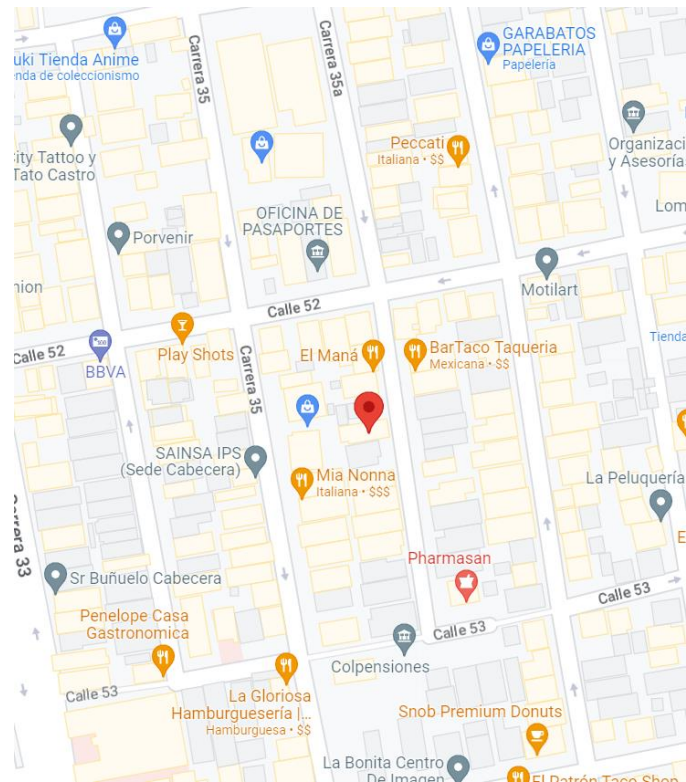 GARABATOS
PAPELERIA
Papelería
uki Tienda Anime
enda de coleccionismo
Carrera 35
Carrera 35a
Peccati
Italiana • $$
Organizaci
y Asesoría
City Tattoo y
Tato Castro
OFICINA DE
PASAPORTES
Lom
Porvenir
nion
Motilart
Calle 52
Tienda
Calle 52
BBVA
Play Shots
Carrera 35
El Maná
BarTaco Taqueria
Mexicana • $$
SAINSA IPS
(Sede Cabecera)
Mia Nonna
Italiana • $$$
La Peluquería
E
Carrera 33
Pharmasan
Sr Buñuelo Cabecera
Calle 53
Penelope Casa
Gastronomica
Calle 53
Colpensiones
Calle 53
La Gloriosa
Hamburguesería |...
Hamburguesa • $$
Snob Premium Donuts
La Bonita Centro
De Imagen
El Patrón Taco Shop